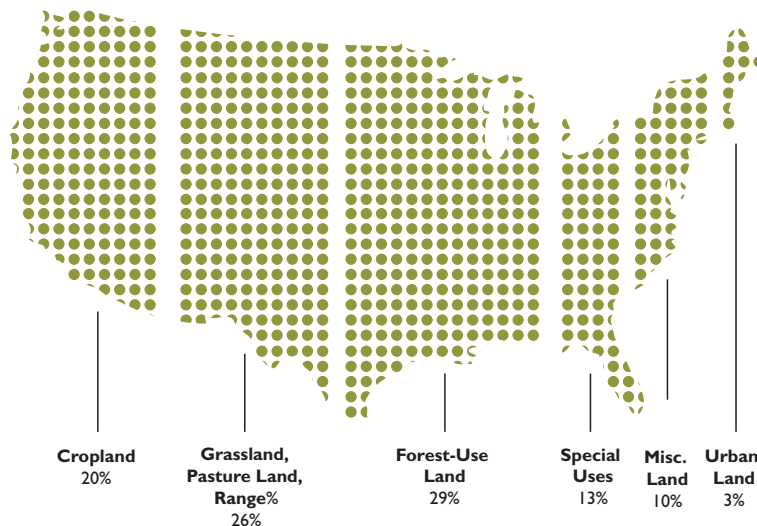 Cropland
20%
Grassland,
Pasture Land,
Range%
26%
Forest-Use
Land
29%
Special
Uses
13%
Misc.
Land
10%
Urban
Land
3%